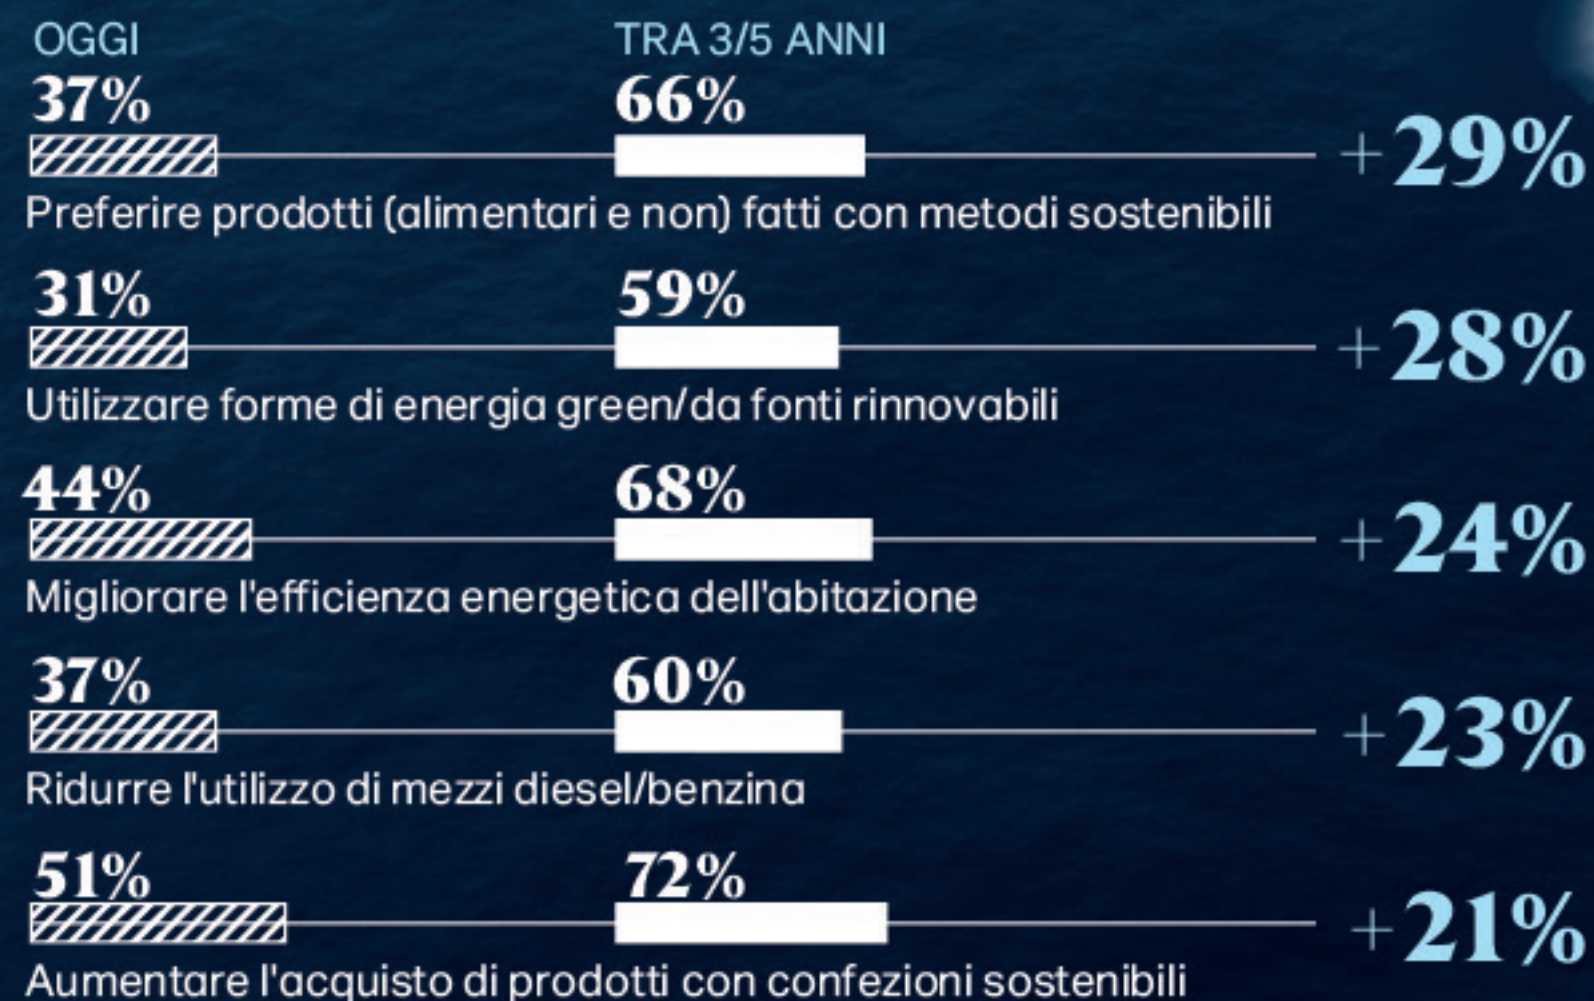 OGGI TRA 3/5 ANNI
37% 66%
+29%
Preferire prodotti (alimentari e non) fatti con metodi sostenibili
31% 59%
+28%
Utilizzare forme di energia green/da fonti rinnovabili
44% 68%
+24%
Migliorare l'efficienza energetica dell'abitazione
37% 60%
+23%
Ridurre l'utilizzo di mezzi diesel/benzina
51% 72%
+21%
Aumentare l'acquisto di prodotti con confezioni sostenibili